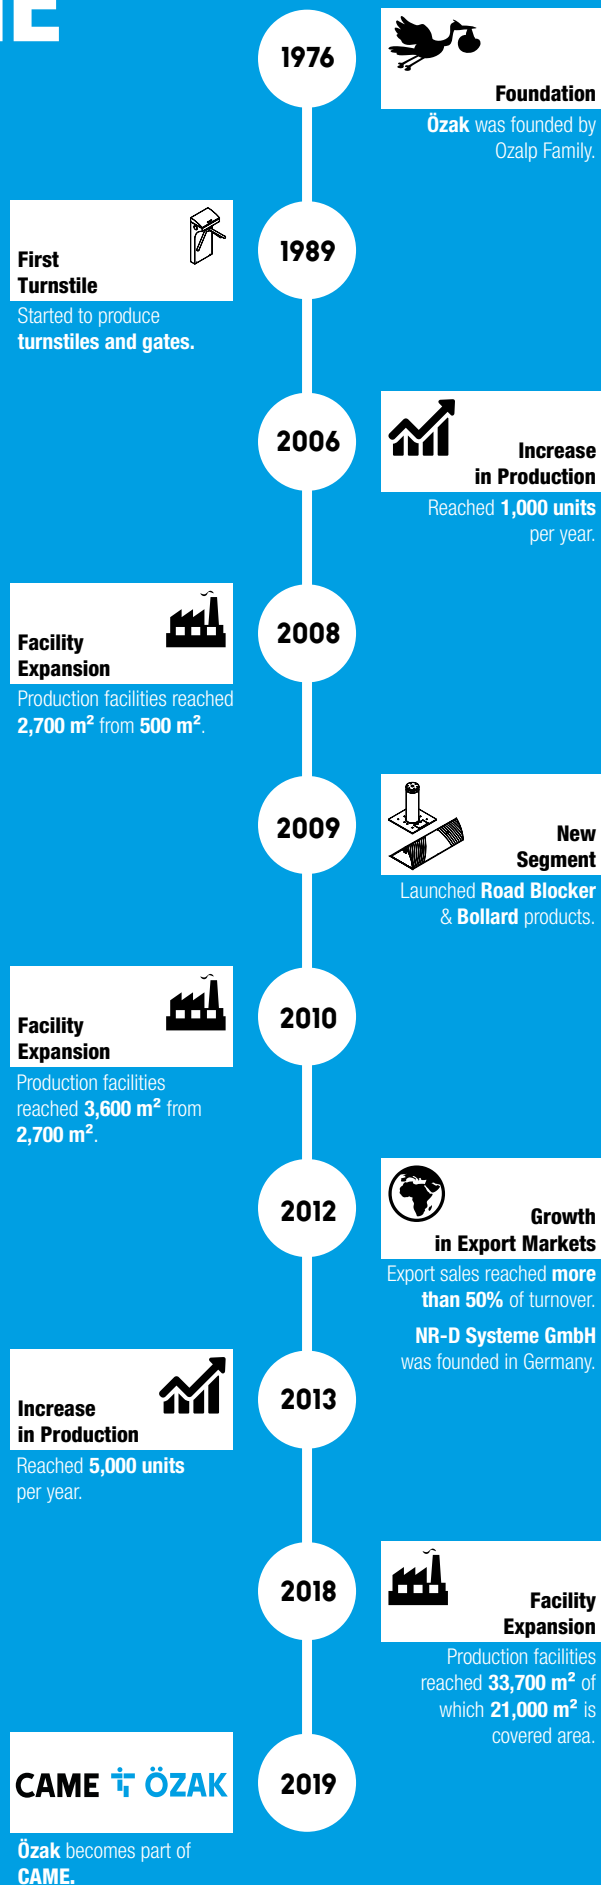 1976
Foundation
Özak was founded by
Ozalp Family.
1989
First
Turnstile
Started to produce
turnstiles and gates.
2006
Increase
in Production
Reached 1,000 units
per year.
2008
Facility
Expansion
Production facilities reached
2,700 m² from 500 m².
2009
New
Segment
Launched Road Blocker
& Bollard products.
2010
Facility
Expansion
Production facilities
reached 3,600 m² from
2,700 m².
2012
Growth
in Export Markets
Export sales reached more
than 50% of turnover.
NR-D Systeme GmbH
was founded in Germany.
2013
Increase
in Production
Reached 5,000 units
per year.
2018
Facility
Expansion
Production facilities
reached 33,700 m² of
which 21,000 m² is
covered area.
2019
CAME ÖZAK
Özak becomes part of
CAME.